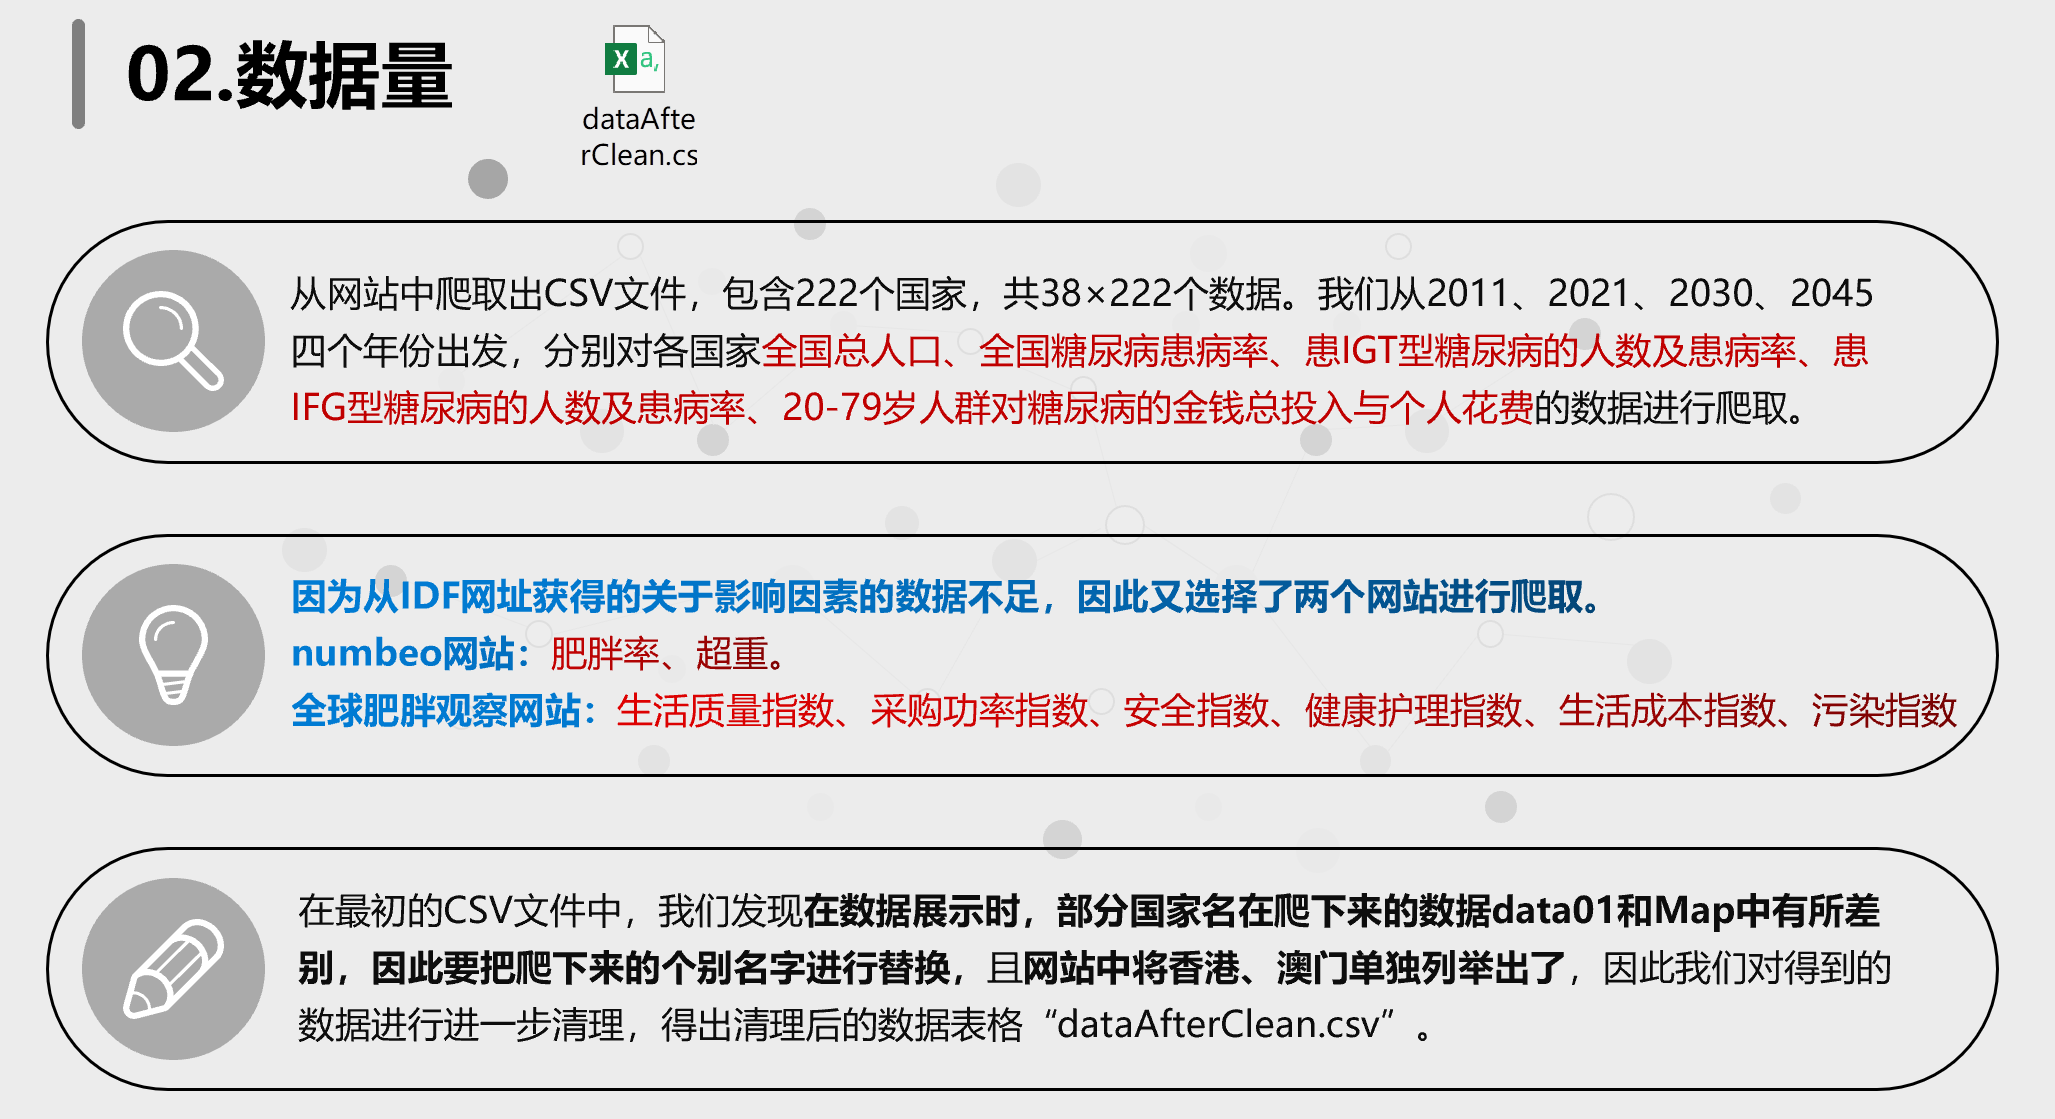 02.数据量
dataAfte
rClean.cs
从网站中爬取出CSV文件，包含222个国家，共38×222个数据。我们从2011、2021、2030、2045
四个年份出发，分别对各国家全国总人口、全国糖尿病患病率、患IGT型糖尿病的人数及患病率、患
IFG型糖尿病的人数及患病率、20-79岁人群对糖尿病的金钱总投入与个人花费的数据进行爬取。
因为从IDF网址获得的关于影响因素的数据不足，因此又选择了两个网站进行爬取。
numbeo网站：肥胖率、超重。
全球肥胖观察网站：生活质量指数、采购功率指数、安全指数、健康护理指数、生活成本指数、污染指数
在最初的CSV文件中，我们发现在数据展示时，部分国家名在爬下来的数据data01和Map中有所差
别，因此要把爬下来的个别名字进行替换，且网站中将香港、澳门单独列举出了，因此我们对得到的
数据进行进一步清理，得出清理后的数据表格“dataAfterClean.csv”。